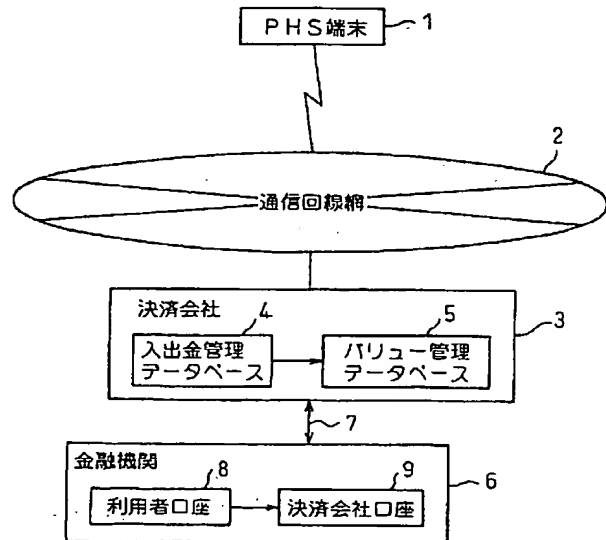 PHS端末
1
2
通信回線網
決済会社
4
5
3
入出金管理
データベース
バリュー管理
データベース
7
金融機関
8
9
6
利用者口座
決済会社口座